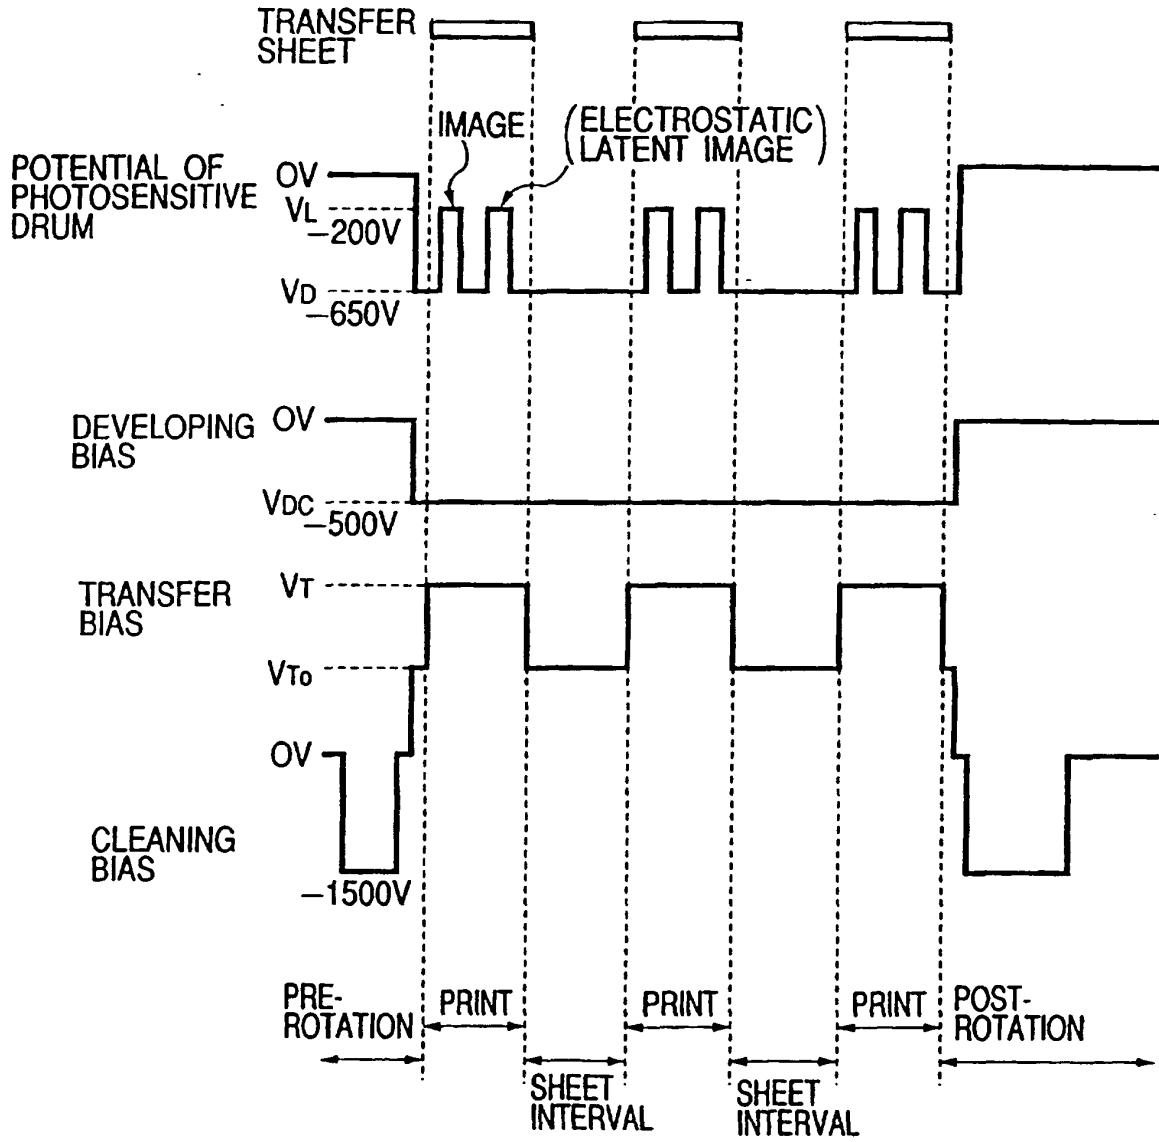 TRANSFER
SHEET
IMAGE
(ELECTROSTATIC
LATENT IMAGE)
POTENTIAL OF
PHOTOSENSITIVE
DRUM
OV
VL
−200V
VD
−650V
DEVELOPING
BIAS
OV
VDC
−500V
TRANSFER
BIAS
VT
VTo
OV
CLEANING
BIAS
−1500V
PRE-
ROTATION
PRINT
PRINT
PRINT
POST-
ROTATION
SHEET
INTERVAL
SHEET
INTERVAL